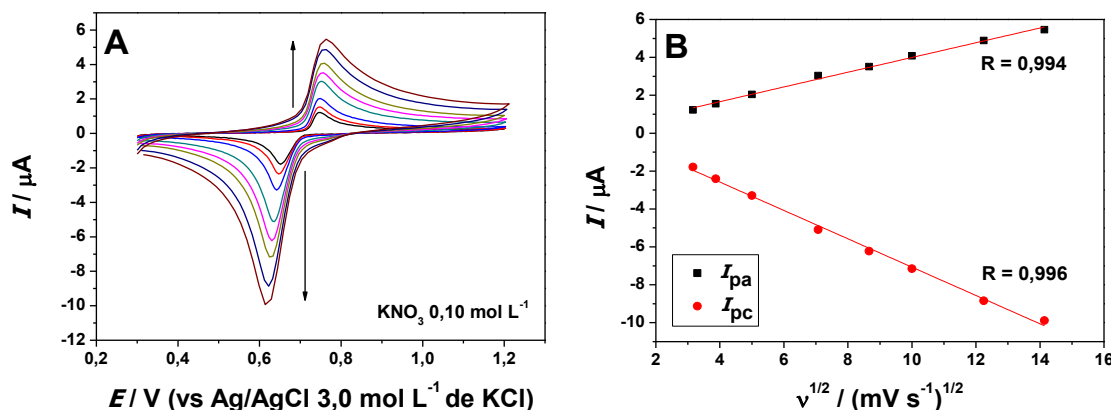 A
6
4
2
0
-2
-4
-6
-8
-10
-12
I / μA
0,2 0,4 0,6 0,8 1,0 1,2
E / V (vs Ag/AgCl 3,0 mol L⁻¹ de KCl)
KNO₃ 0,10 mol L⁻¹
B
6
4
2
0
-2
-4
-6
-8
-10
I / μA
R = 0,994
R = 0,996
Iₚₐ
I_pc
2 4 6 8 10 12 14 16
ν^1/2 / (mV s⁻¹)^1/2